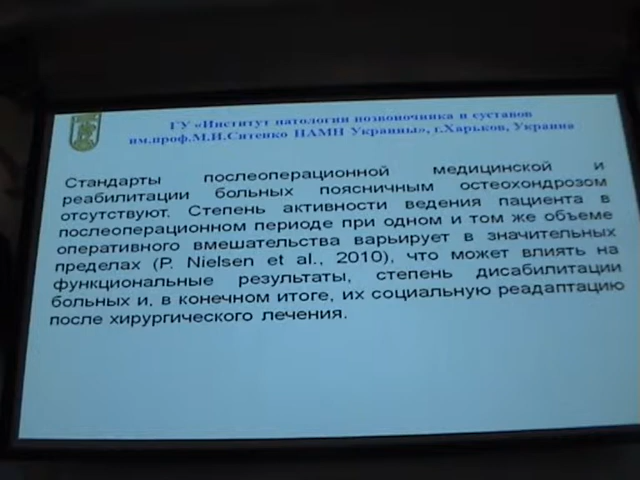 ГУ «Институт патологии позвоночника и суставов
им.проф.М.И.Ситенко НАМН Украины», г.Харьков, Украина
Стандарты послеоперационной медицинской и
реабилитации больных поясничным остеохондрозом
отсутствуют. Степень активности ведения пациента в
послеоперационном периоде при одном и том же объеме
оперативного вмешательства варьирует в значительных
пределах (P. Nielsen et al., 2010), что может влиять на
функциональные результаты, степень дисабилитации
больных и, в конечном итоге, их социальную реадаптацию
после хирургического лечения.